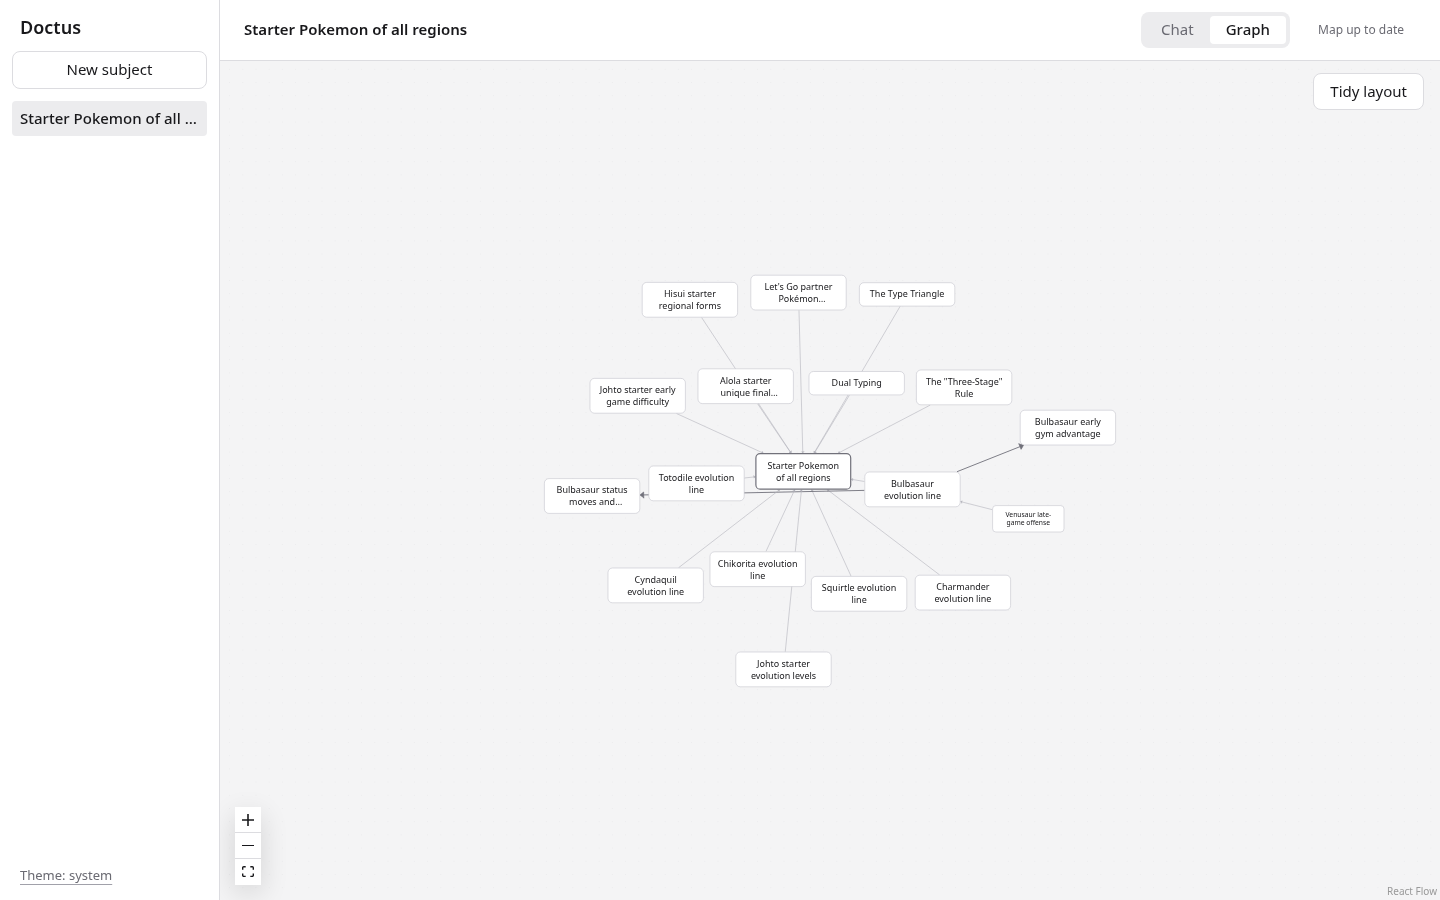 Doctus
New subject
Starter Pokemon of all ...
Theme: system
Starter Pokemon of all regions
Chat
Graph
Map up to date
Tidy layout
Hisui starter
regional forms
Let's Go partner
Pokémon...
The Type Triangle
Johto starter early
game difficulty
Alola starter
unique final...
Dual Typing
The "Three-Stage"
Rule
Bulbasaur early
gym advantage
Starter Pokemon
of all regions
Totodile evolution
line
Bulbasaur status
moves and...
Bulbasaur
evolution line
Venusaur late-
game offense
Cyndaquil
evolution line
Chikorita evolution
line
Squirtle evolution
line
Charmander
evolution line
Johto starter
evolution levels
React Flow